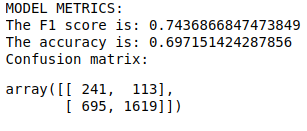 MODEL METRICS:
The F1 score is: 0.7436866847473849
The accuracy is: 0.697151424287856
Confusion matrix:
array([[ 241,  113],
       [ 695, 1619]])